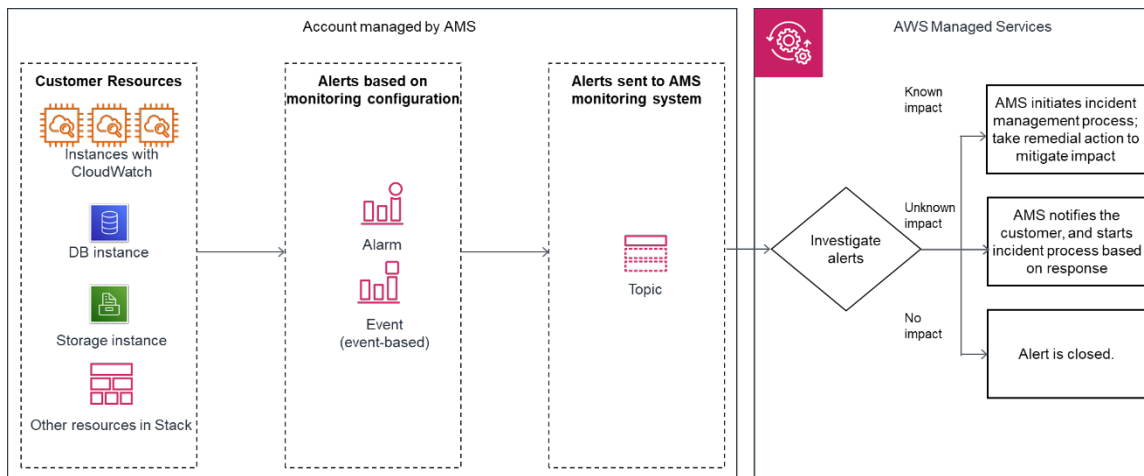 Account managed by AMS
AWS Managed Services
Customer Resources
Instances with
CloudWatch
DB instance
Storage instance
Other resources in Stack
Alerts based on
monitoring configuration
Alarm
Event
(event-based)
Alerts sent to AMS
monitoring system
Topic
Investigate
alerts
Known
impact
AMS initiates incident
management process;
take remedial action to
mitigate impact
Unknown
impact
AMS notifies the
customer, and starts
incident process based
on response
No
impact
Alert is closed.